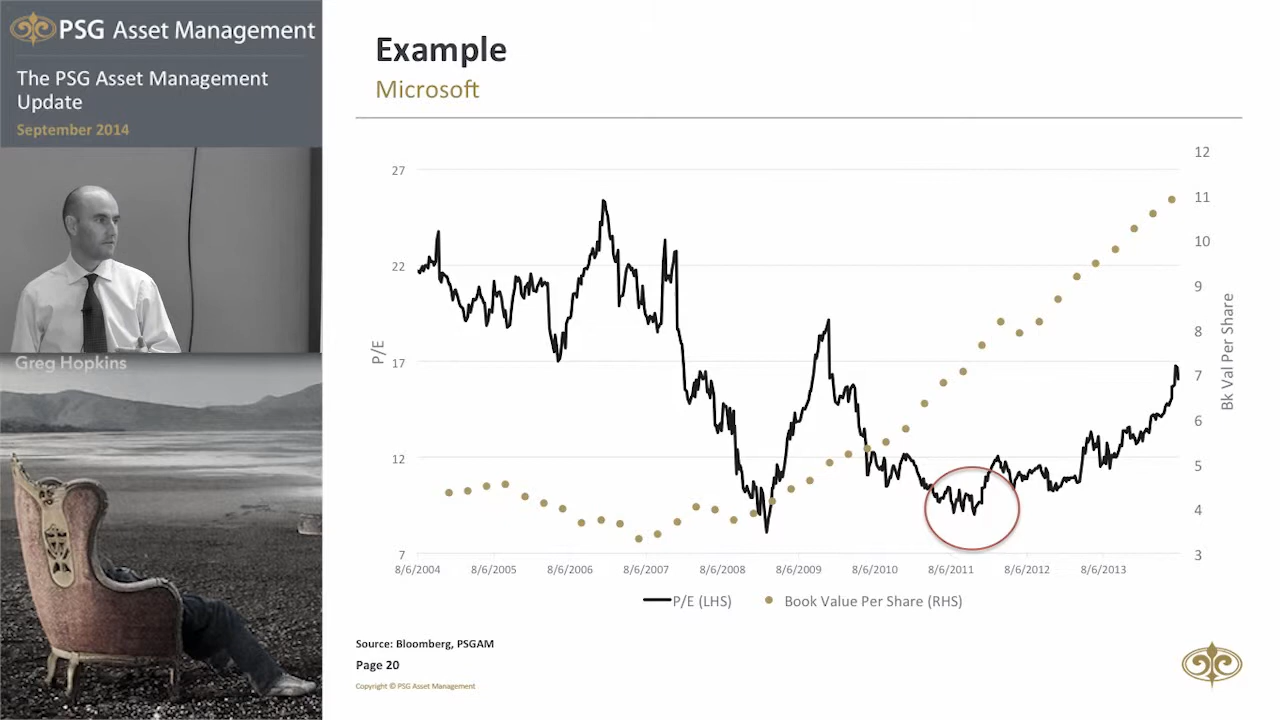 PSG Asset Management
The PSG Asset Management
Update
September 2014
Greg Hopkins
Example
Microsoft
27
22
17
12
7
P/E
12
11
10
9
8
7
6
5
4
3
Bk Val Per Share
8/6/2004 8/6/2005 8/6/2006 8/6/2007 8/6/2008 8/6/2009 8/6/2010 8/6/2011 8/6/2012 8/6/2013
P/E (LHS) Book Value Per Share (RHS)
Source: Bloomberg, PSGAM
Page 20
Copyright © PSG Asset Management